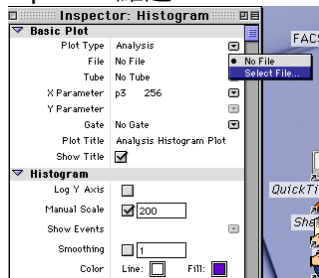 Inspector: Histogram
Basic Plot
FACS
Plot Type Analysis
File No File
No File
Tube No Tube
Select File...
X Parameter p3 256
Y Parameter
Gate No Gate
Plot Title Analysis Histogram Plot
Show Title
Histogram
Log Y Axis
QuickTi
Manual Scale 200
Show Events
Sha
Smoothing 1
Color Line: Fill: